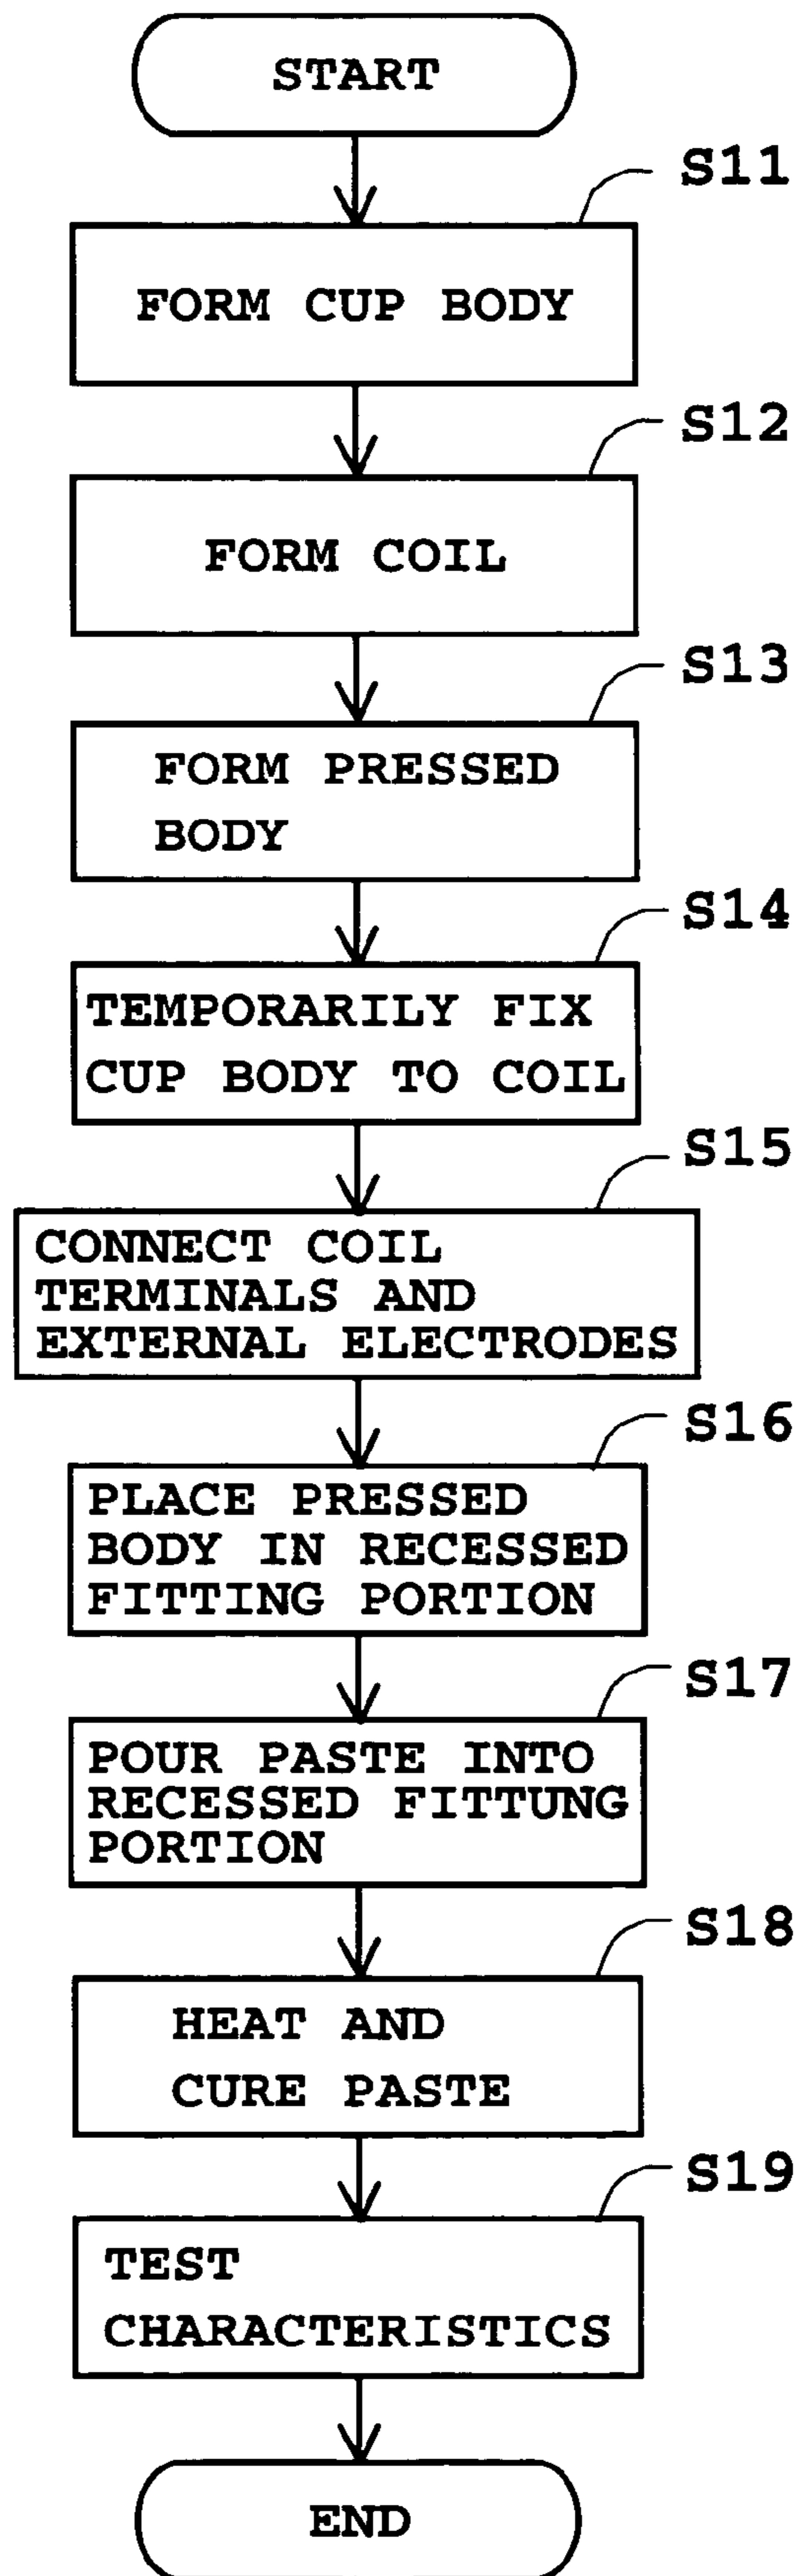 START
S11
FORM CUP BODY
S12
FORM COIL
S13
FORM PRESSED
BODY
S14
TEMPORARILY FIX
CUP BODY TO COIL
S15
CONNECT COIL
TERMINALS AND
EXTERNAL ELECTRODES
S16
PLACE PRESSED
BODY IN RECESSED
FITTING PORTION
S17
POUR PASTE INTO
RECESSED FITTUNG
PORTION
S18
HEAT AND
CURE PASTE
S19
TEST
CHARACTERISTICS
END